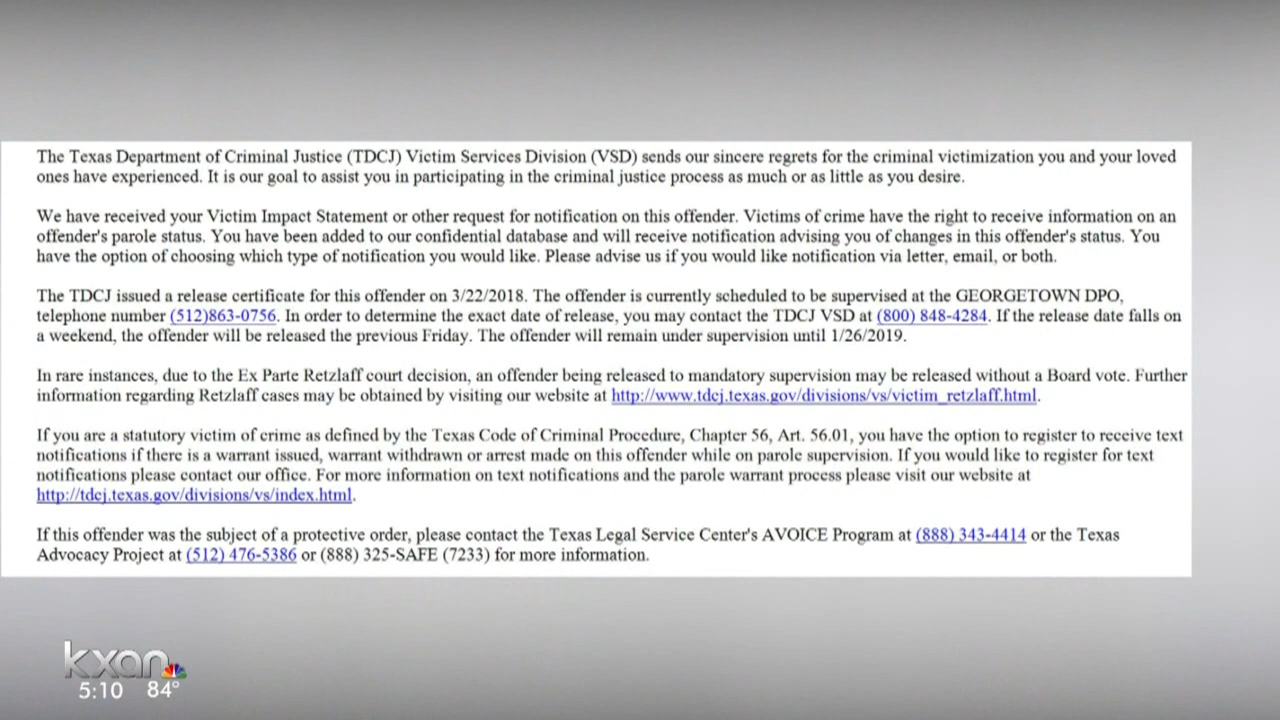 The Texas Department of Criminal Justice (TDCJ) Victim Services Division (VSD) sends our sincere regrets for the criminal victimization you and your loved
ones have experienced. It is our goal to assist you in participating in the criminal justice process as much or as little as you desire.
We have received your Victim Impact Statement or other request for notification on this offender. Victims of crime have the right to receive information on an
offender's parole status. You have been added to our confidential database and will receive notification advising you of changes in this offender's status. You
have the option of choosing which type of notification you would like. Please advise us if you would like notification via letter, email, or both.
The TDCJ issued a release certificate for this offender on 3/22/2018. The offender is currently scheduled to be supervised at the GEORGETOWN DPO,
telephone number (512)863-0756. In order to determine the exact date of release, you may contact the TDCJ VSD at (800) 848-4284. If the release date falls on
a weekend, the offender will be released the previous Friday. The offender will remain under supervision until 1/26/2019.
In rare instances, due to the Ex Parte Retzlaff court decision, an offender being released to mandatory supervision may be released without a Board vote. Further
information regarding Retzlaff cases may be obtained by visiting our website at http://www.tdcj.texas.gov/divisions/vs/victim_retzlaff.html.
If you are a statutory victim of crime as defined by the Texas Code of Criminal Procedure, Chapter 56, Art. 56.01, you have the option to register to receive text
notifications if there is a warrant issued, warrant withdrawn or arrest made on this offender while on parole supervision. If you would like to register for text
notifications please contact our office. For more information on text notifications and the parole warrant process please visit our website at
http://tdcj.texas.gov/divisions/vs/index.html.
If this offender was the subject of a protective order, please contact the Texas Legal Service Center's AVOICE Program at (888) 343-4414 or the Texas
Advocacy Project at (512) 476-5386 or (888) 325-SAFE (7233) for more information.
kxan
5:10 84°